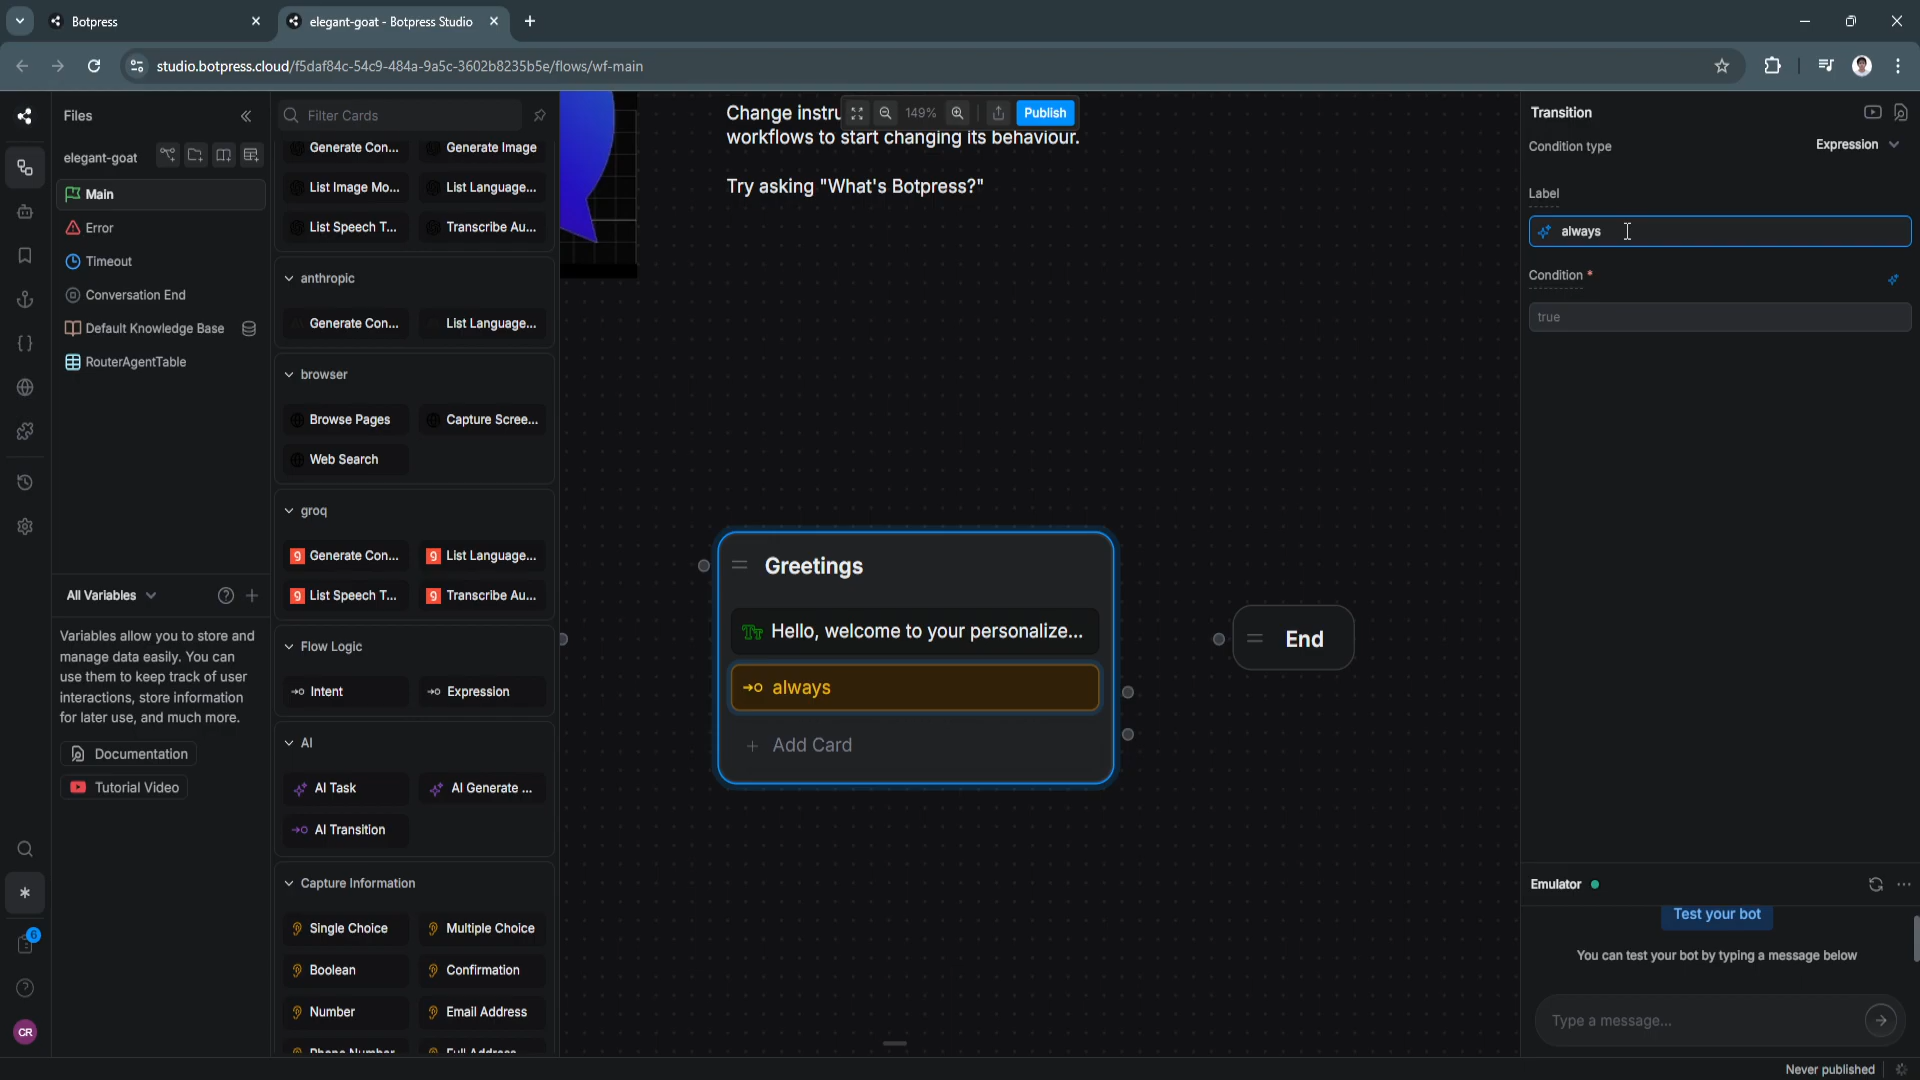 Botpress
elegant-goat - Botpress Studio
studio.botpress.cloud/f5daf84c-54c9-484a-9a5c-3602b8235b5e/flows/wf-main
Files
elegant-goat
Main
Error
Timeout
Conversation End
Default Knowledge Base
RouterAgentTable
All Variables
Variables allow you to store and
manage data easily. You can
use them to keep track of user
interactions, store information
for later use, and much more.
Documentation
Tutorial Video
6
CR
Filter Cards
Generate Con...
Generate Image
List Image Mo...
List Language...
List Speech T...
Transcribe Au...
anthropic
Generate Con...
List Language...
browser
Browse Pages
Capture Scree...
Web Search
groq
Generate Con...
List Language...
List Speech T...
Transcribe Au...
Flow Logic
Intent
Expression
AI
AI Task
AI Generate ...
AI Transition
Capture Information
Single Choice
Multiple Choice
Boolean
Confirmation
Number
Email Address
Phone Number
Full Address
Change instru
149%
Publish
workflows to start changing its behaviour.
Try asking "What's Botpress?"
Greetings
Hello, welcome to your personalize...
always
+ Add Card
End
Transition
Condition type
Expression
Label
always
Condition *
true
Emulator
Test your bot
You can test your bot by typing a message below
Type a message...
Never published